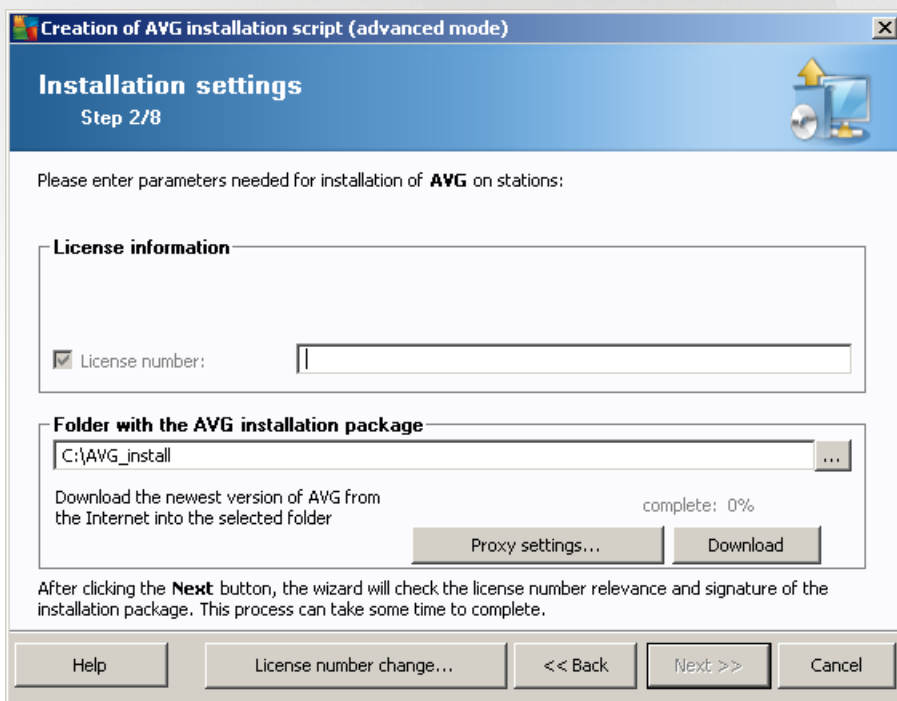 Creation of AVG installation script (advanced mode)
Installation settings
Step 2/8
Please enter parameters needed for installation of AVG on stations:
License information
License number:
Folder with the AVG installation package
C:\AVG_install
...
Download the newest version of AVG from
the Internet into the selected folder
complete: 0%
Proxy settings...
Download
After clicking the Next button, the wizard will check the license number relevance and signature of the
installation package. This process can take some time to complete.
Help
License number change...
<< Back
Next >>
Cancel